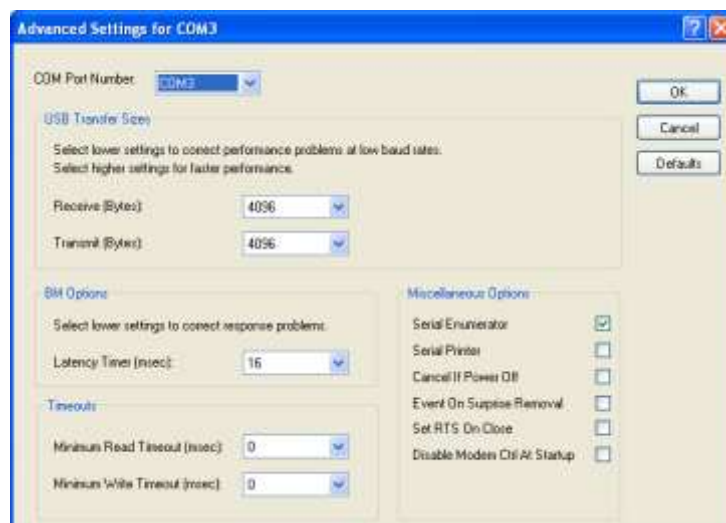 Advanced Settings for COM3
COM Port Number:
COM3
OK
Cancel
Defaults
USB Transfer Sizes
Select lower settings to correct performance problems at low baud rates.
Select higher settings for faster performance.
Receive (Bytes):
4096
Transmit (Bytes):
4096
BM Options
Select lower settings to correct response problems.
Latency Timer (msec):
16
Timeouts
Minimum Read Timeout (msec):
0
Minimum Write Timeout (msec):
0
Miscellaneous Options
Serial Enumerator
Serial Printer
Cancel If Power Off
Event On Surprise Removal
Set RTS On Close
Disable Modem Ctrl At Startup